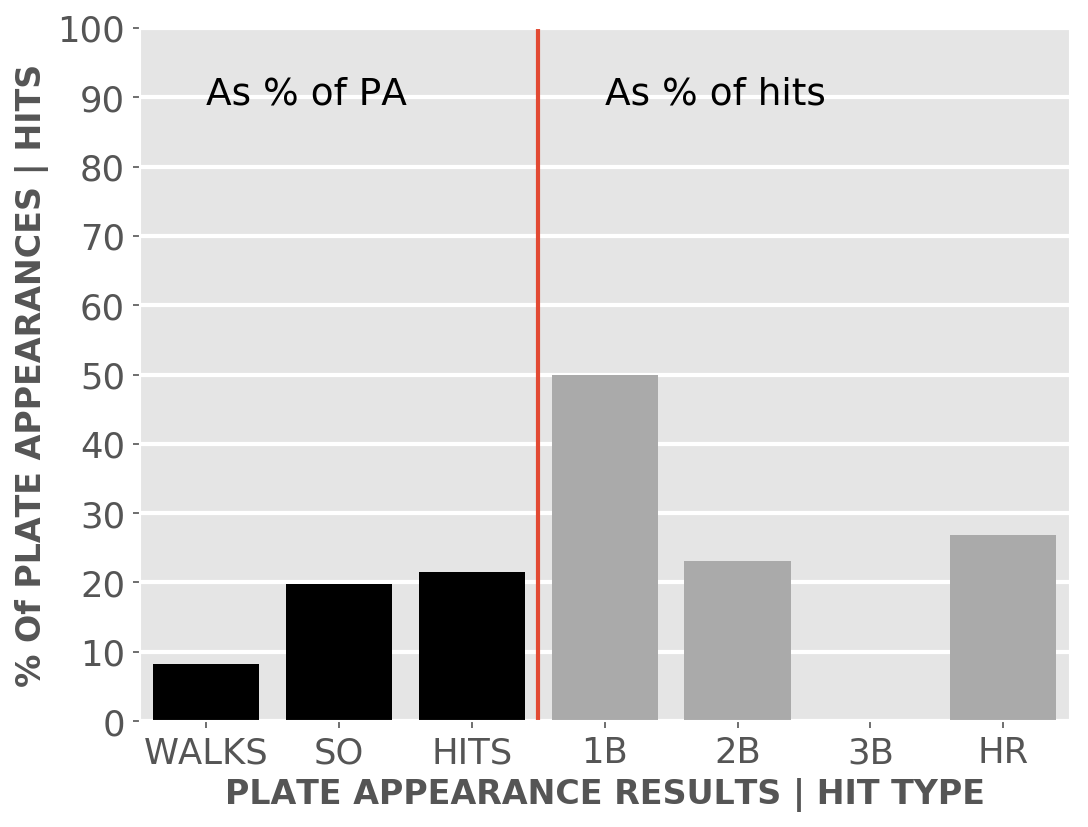 As % of PA
As % of hits
% Of PLATE APPEARANCES | HITS
100
90
80
70
60
50
40
30
20
10
0
WALKS SO HITS 1B 2B 3B HR
PLATE APPEARANCE RESULTS | HIT TYPE